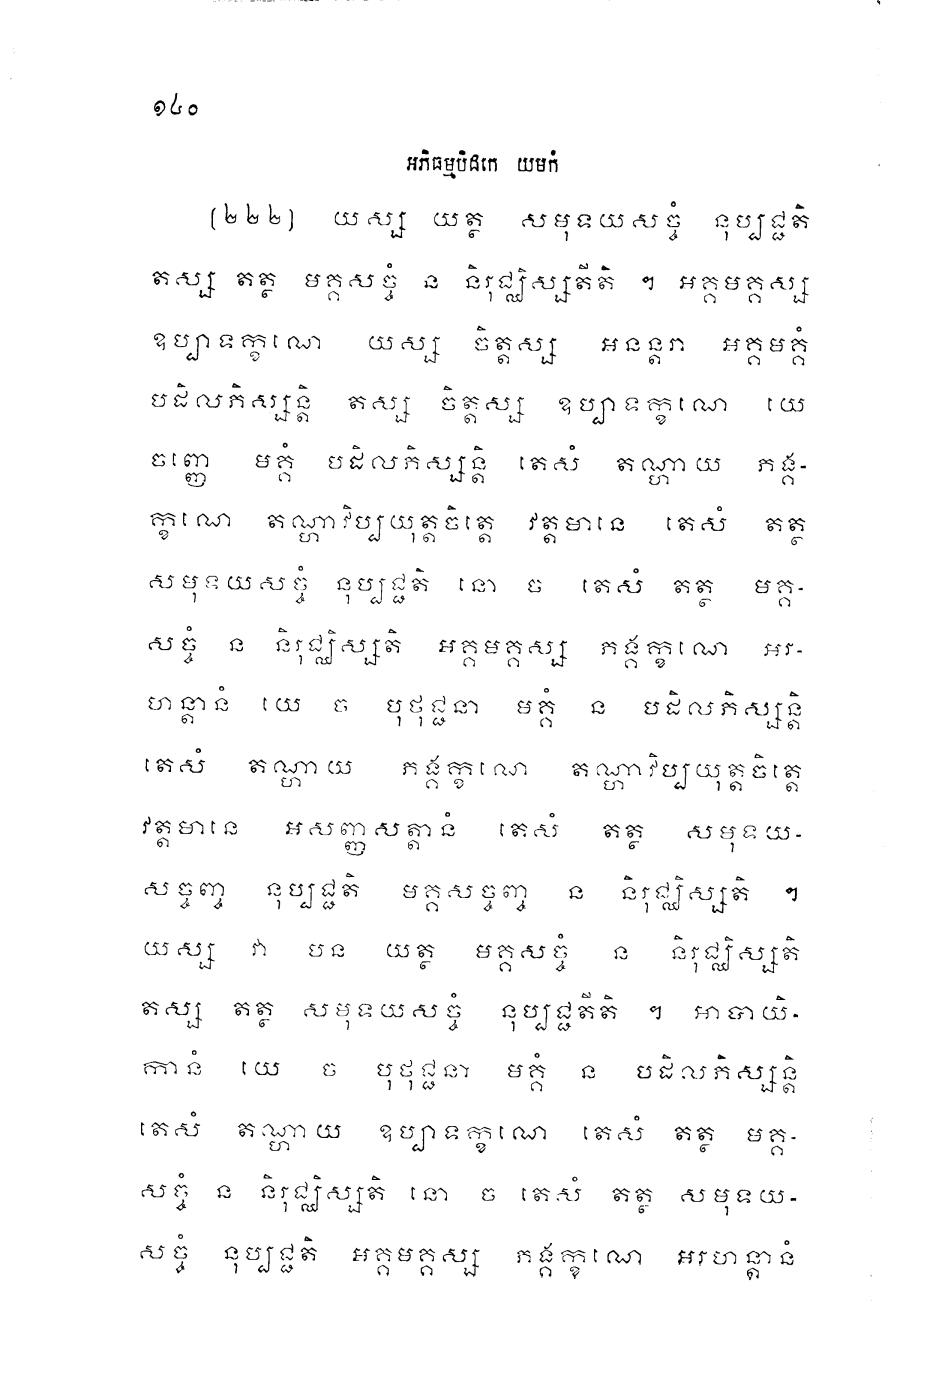 ១៤០
អភិធម្មបិដកេ យមកំ
(២២២) យស្ស យត្ថ សមុទយសច្ចំ នុប្បជ្ជតិ
តស្ស តត្ថ មគ្គសច្ចំ ន និរុជ្ឈិស្សតីតិ ។ អគ្គមគ្គស្ស
ឧប្បាទក្ខណេ យស្ស ចិត្តស្ស អនន្តរា អគ្គមគ្គំ
បដិលភិស្សន្តិ តស្ស ចិត្តស្ស ឧប្បាទក្ខណេ យេ
ចញ្ញេ មគ្គំ បដិលភិស្សន្តិ តេសំ តណ្ហាយ ភង្គ-
ក្ខណេ តណ្ហាវិប្បយុត្តចិត្តេ វត្តមានេ តេសំ តត្ថ
សមុទយសច្ចំ នុប្បជ្ជតិ នោ ច តេសំ តត្ថ មគ្គ-
សច្ចំ ន និរុជ្ឈិស្សតិ អគ្គមគ្គស្ស ភង្គក្ខណេ អរ-
ហន្តានំ យេ ច បុថុជ្ជនា មគ្គំ ន បដិលភិស្សន្តិ
តេសំ តណ្ហាយ ភង្គក្ខណេ តណ្ហាវិប្បយុត្តចិត្តេ
វត្តមានេ អសញ្ញសត្តានំ តេសំ តត្ថ សមុទយ-
សច្ចញ្ច នុប្បជ្ជតិ មគ្គសច្ចញ្ច ន និរុជ្ឈិស្សតិ ។
យស្ស វា បន យត្ថ មគ្គសច្ចំ ន និរុជ្ឈិស្សតិ
តស្ស តត្ថ សមុទយសច្ចំ នុប្បជ្ជតីតិ ។ អាបាយិ-
កានំ យេ ច បុថុជ្ជនា មគ្គំ ន បដិលភិស្សន្តិ
តេសំ តណ្ហាយ ឧប្បាទក្ខណេ តេសំ តត្ថ មគ្គ-
សច្ចំ ន និរុជ្ឈិស្សតិ នោ ច តេសំ តត្ថ សមុទយ-
សច្ចំ នុប្បជ្ជតិ អគ្គមគ្គស្ស ភង្គក្ខណេ អរហន្តានំ